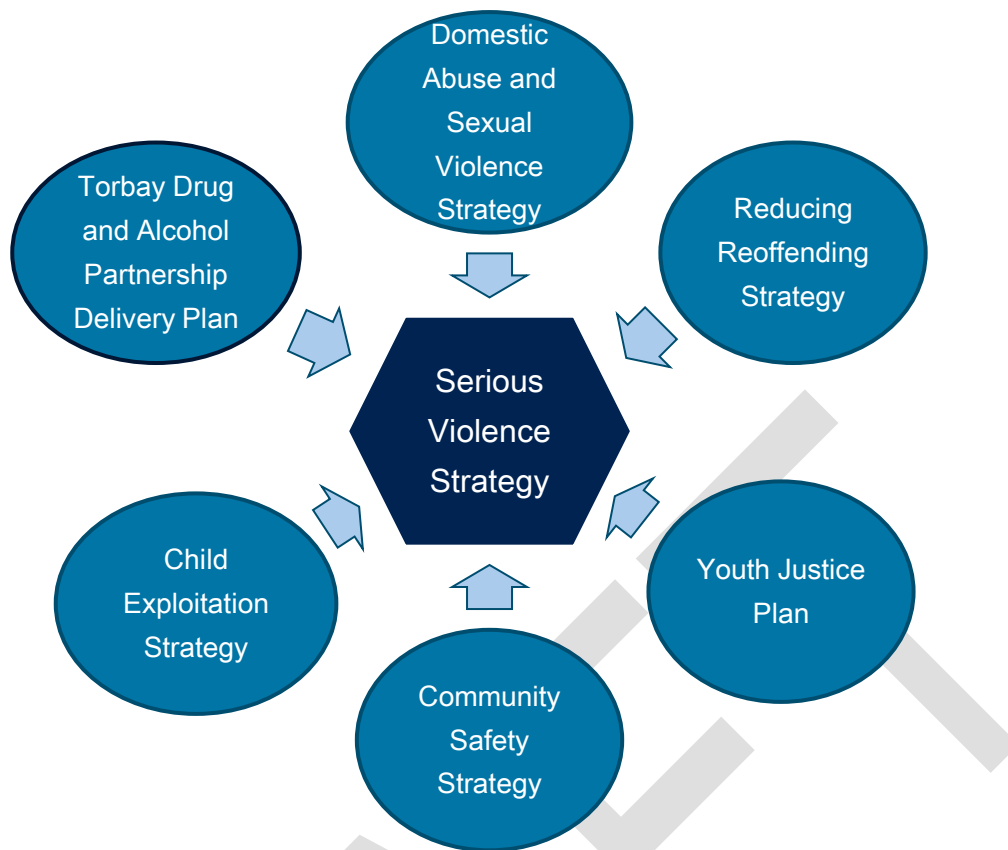 Domestic
Abuse and
Sexual
Violence
Strategy
Torbay Drug
and Alcohol
Partnership
Delivery Plan
Reducing
Reoffending
Strategy
Serious
Violence
Strategy
Child
Exploitation
Strategy
Youth Justice
Plan
Community
Safety
Strategy